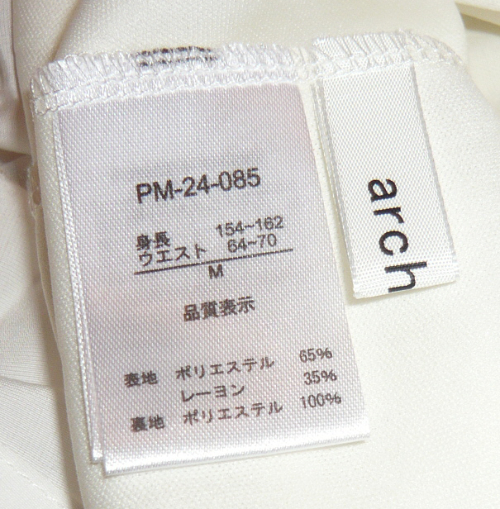 PM-24-085
身長 154~162
ウエスト 64~70
M
品質表示
表地 ポリエステル 65%
レーヨン 35%
裏地 ポリエステル 100%
arch